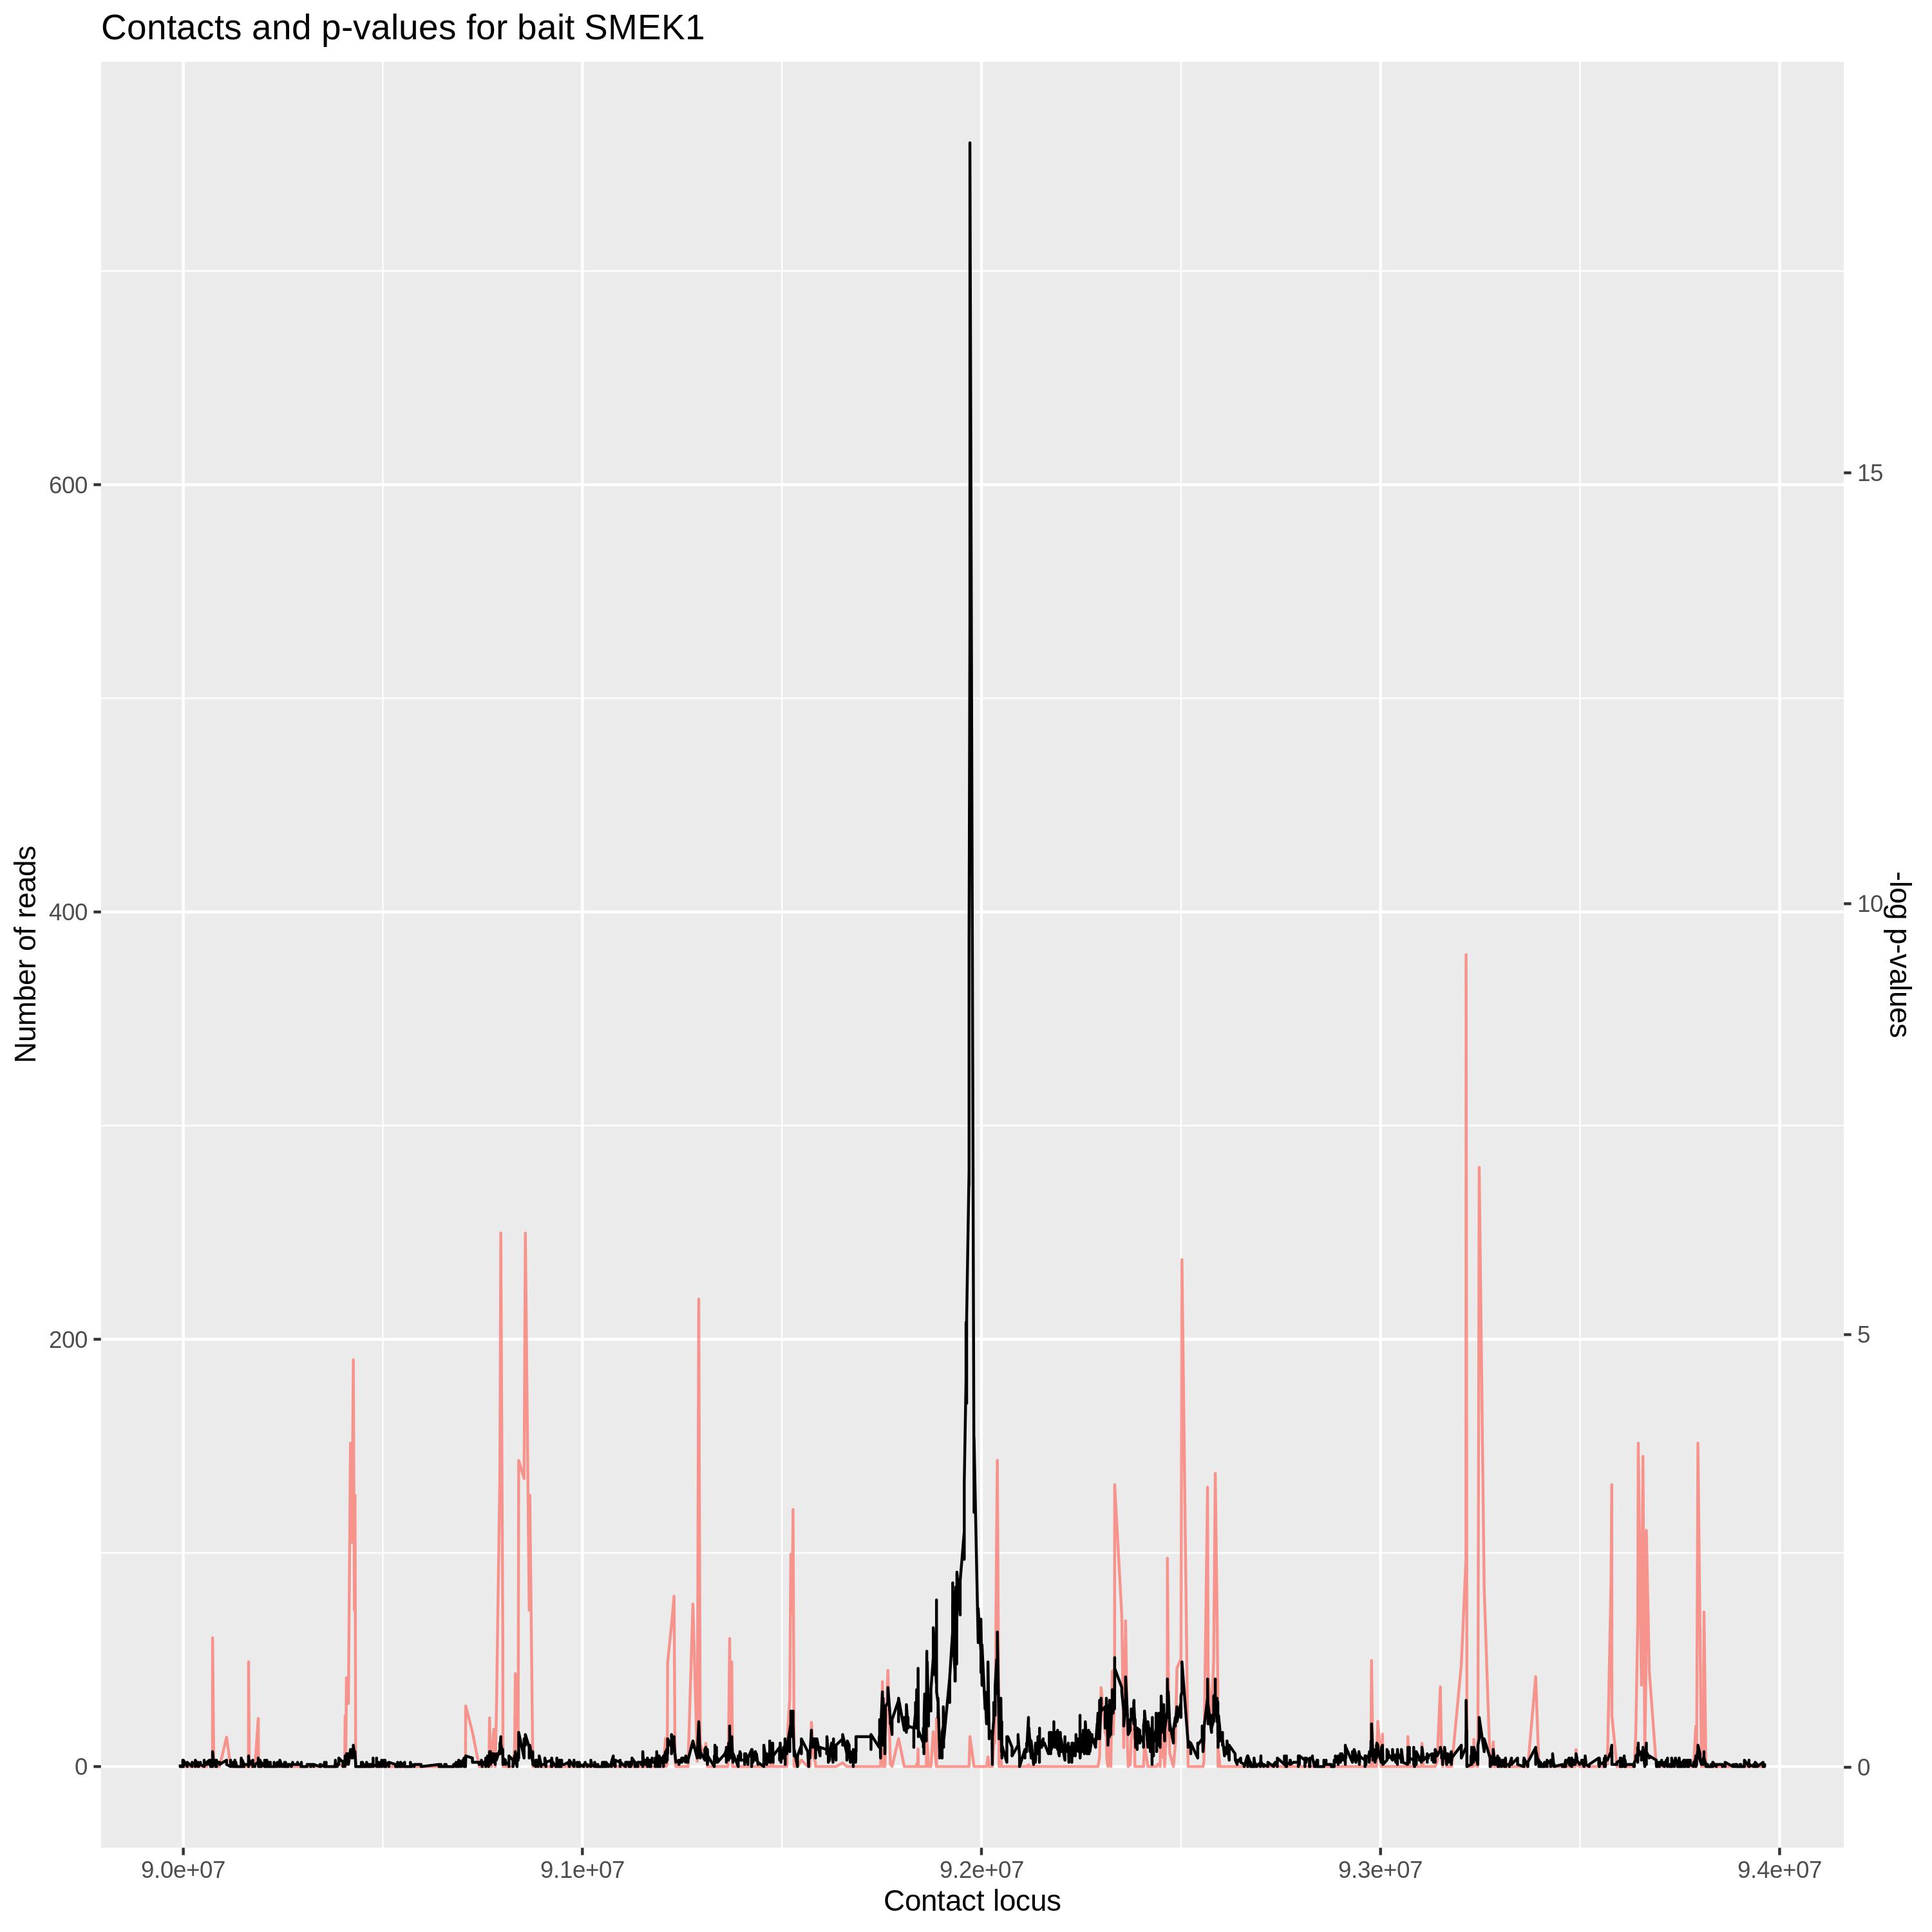 Contacts and p-values for bait SMEK1
Number of reads
600
400
200
0
15
10
5
0
-log p-values
9.0e+07 9.1e+07 9.2e+07 9.3e+07 9.4e+07
Contact locus